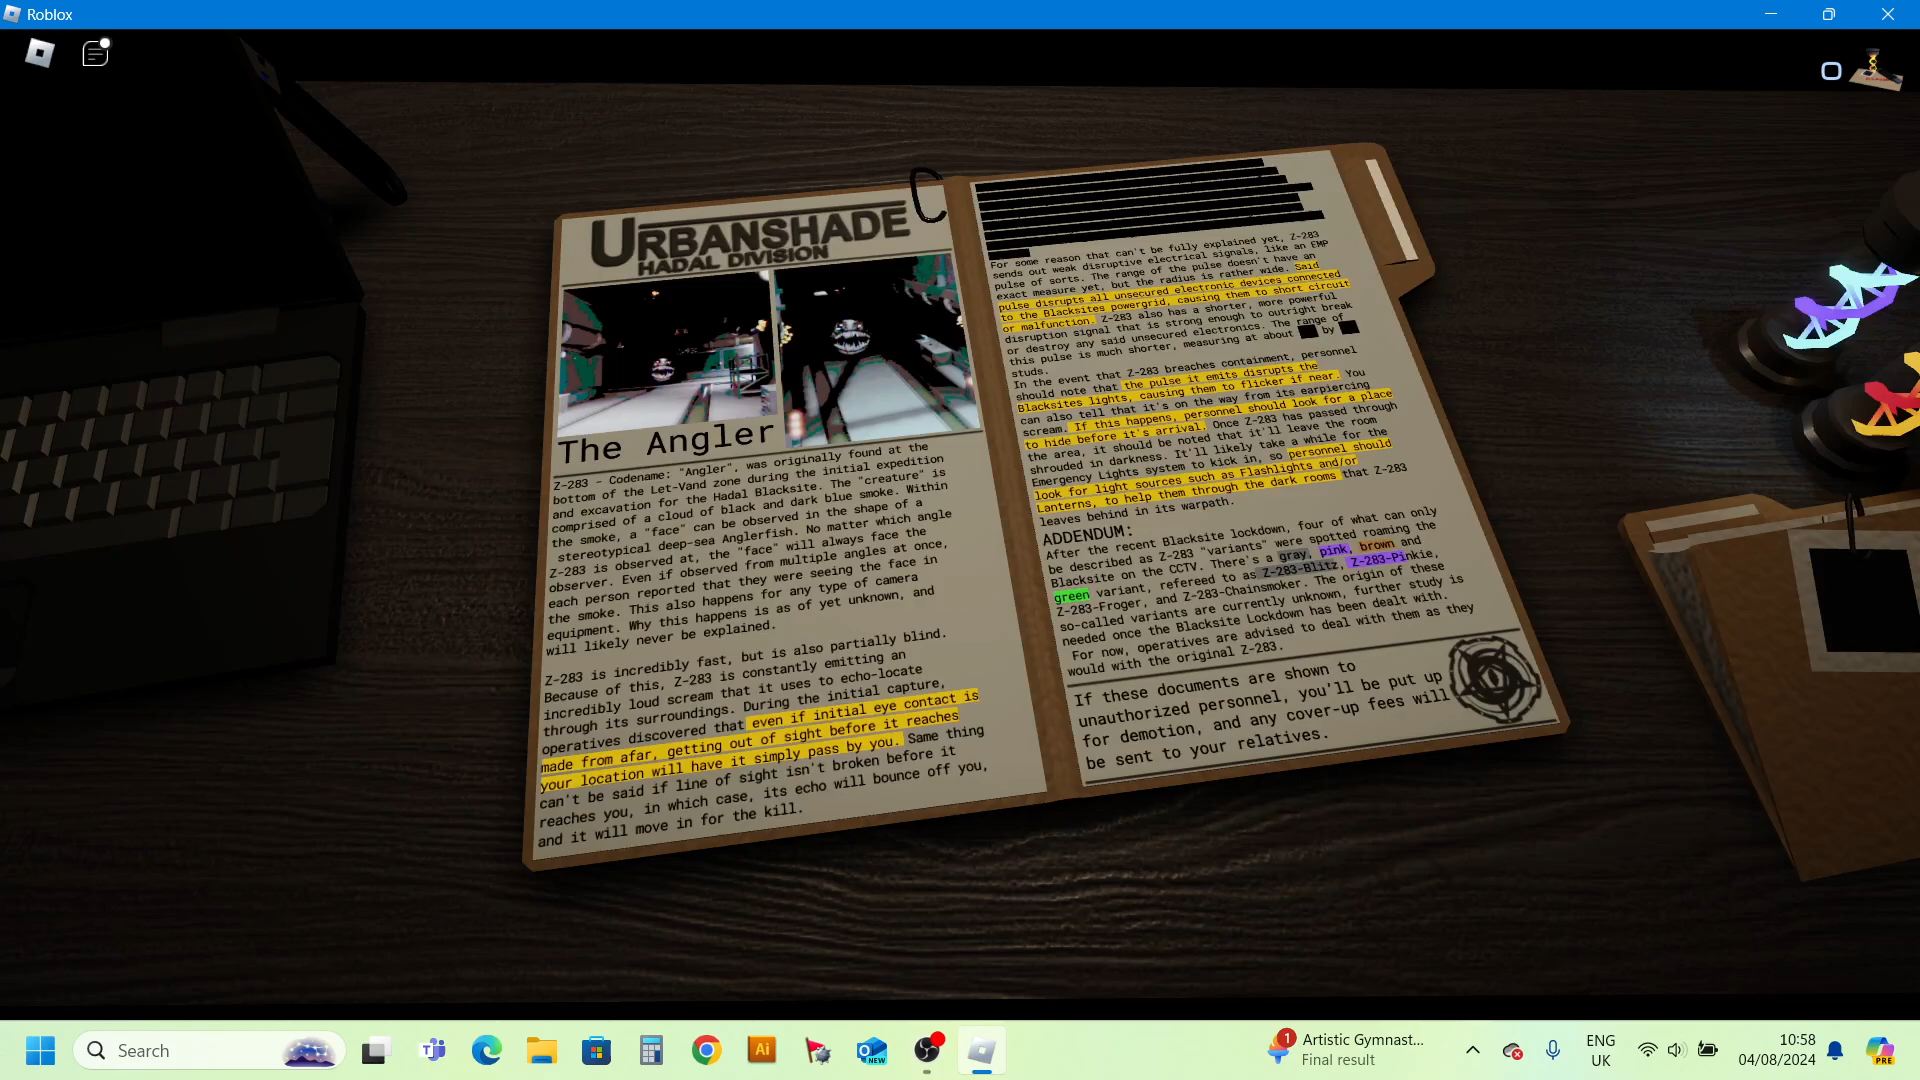 Roblox
URBANSHADE
HADAL DIVISION
The Angler
Z-283 - Codename: "Angler", was originally found at the
bottom of the Let-Vand zone during the initial expedition
and excavation for the Hadal Blacksite. The "creature" is
comprised of a cloud of black and dark blue smoke. Within
the smoke, a "face" can be observed in the shape of a
stereotypical deep-sea Anglerfish. No matter which angle
Z-283 is observed at, the "face" will always face the
observer. Even if observed from multiple angles at once,
each person reported that they were seeing the face in
the smoke. This also happens for any type of camera
equipment. Why this happens is as of yet unknown, and
will likely never be explained.
Z-283 is incredibly fast, but is also partially blind.
Because of this, Z-283 is constantly emitting an
incredibly loud scream that it uses to echo-locate
through its surroundings. During the initial capture,
operatives discovered that even if initial eye contact is
made from afar, getting out of sight before it reaches
your location will have it simply pass by you. Same thing
can't be said if line of sight isn't broken before it
reaches you, in which case, its echo will bounce off you,
and it will move in for the kill.
For some reason that can't be fully explained yet, Z-283
sends out weak disruptive electrical signals, like an EMP
pulse of sorts. The range of the pulse doesn't have an
exact measure yet, but the radius is rather wide. Said
pulse disrupts all unsecured electronic devices connected
to the Blacksites powergrid, causing them to short circuit
or malfunction. Z-283 also has a shorter, more powerful
disruption signal that is strong enough to outright break
or destroy any said unsecured electronics. The range of
this pulse is much shorter, measuring at about by
studs.
In the event that Z-283 breaches containment, personnel
should note that the pulse it emits disrupts the
Blacksites lights, causing them to flicker if near. You
can also tell that it's on the way from its earpiercing
scream. If this happens, personnel should look for a place
to hide before it's arrival. Once Z-283 has passed through
the area, it should be noted that it'll leave the room
shrouded in darkness. It'll likely take a while for the
Emergency Lights system to kick in, so personnel should
look for light sources such as Flashlights and/or
Lanterns, to help them through the dark rooms that Z-283
leaves behind in its warpath.
ADDENDUM:
After the recent Blacksite lockdown, four of what can only
be described as Z-283 "variants" were spotted roaming the
Blacksite on the CCTV. There's a gray, pink, brown and
green variant, refereed to as Z-283-Blitz, Z-283-Pinkie,
Z-283-Froger, and Z-283-Chainsmoker. The origin of these
so-called variants are currently unknown, further study is
needed once the Blacksite Lockdown has been dealt with.
For now, operatives are advised to deal with them as they
would with the original Z-283.
If these documents are shown to
unauthorized personnel, you'll be put up
for demotion, and any cover-up fees will
be sent to your relatives.
Search
Ai
NEW
1
Artistic Gymnast...
Final result
ENG
UK
10:58
04/08/2024
PRE